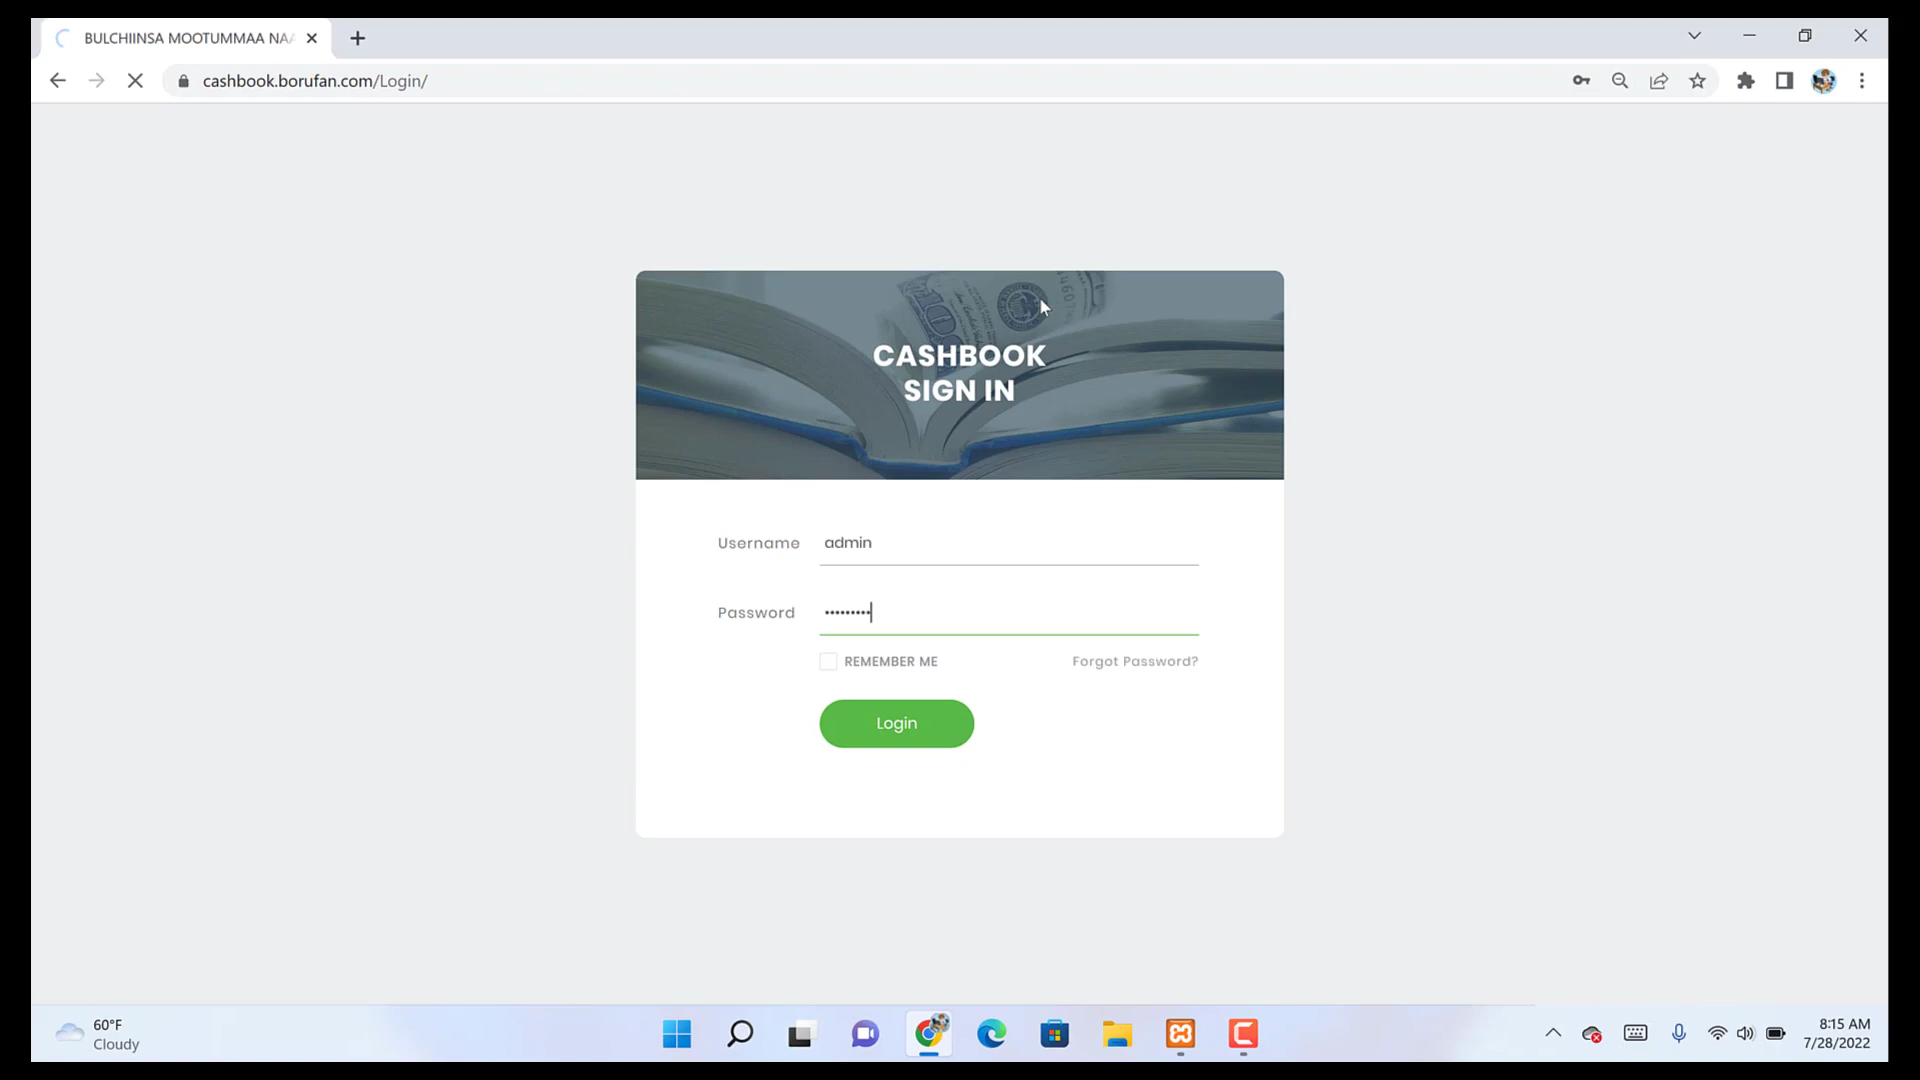 BULCHIINSA MOOTUMMAA NAA
cashbook.borufan.com/Login/
CASHBOOK
SIGN IN
Username admin
Password •••••••••
REMEMBER ME Forgot Password?
Login
60°F
Cloudy
8:15 AM
7/28/2022